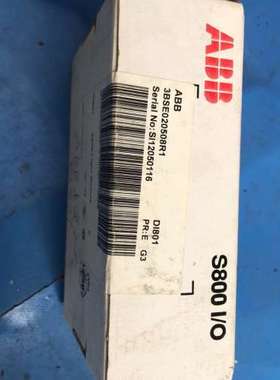 ABB
S800 I/O
ABB
3BSE020508R1
Serial No:SI12050116
DI801
PR:E G3